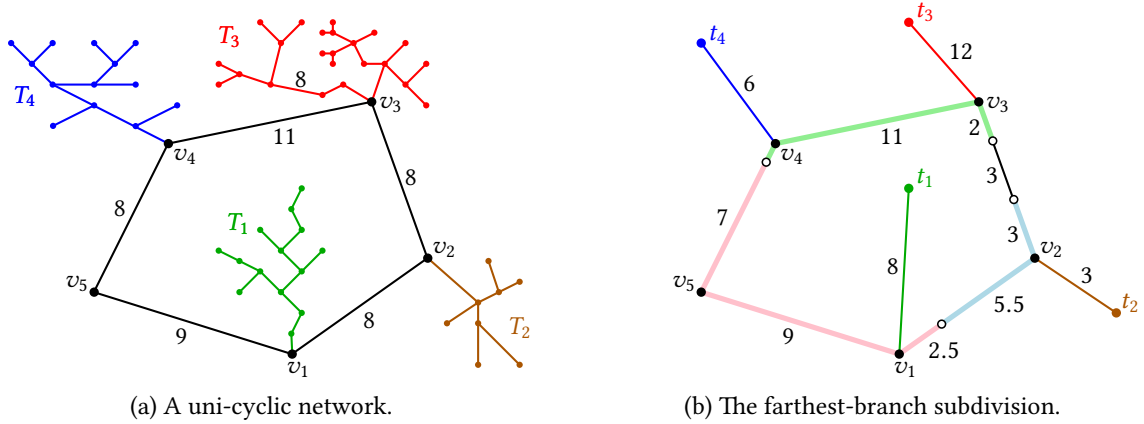 T₃
t₃
t₄
8
12
T₄
v₃
6
v₃
11
2
v₄
11
v₄
8
3
t₁
8
T₁
7
3
v₂
v₂
v₅
v₅
8
3
5.5
t₂
9
8
T₂
9
2.5
v₁
v₁
(a) A uni-cyclic network.
(b) The farthest-branch subdivision.